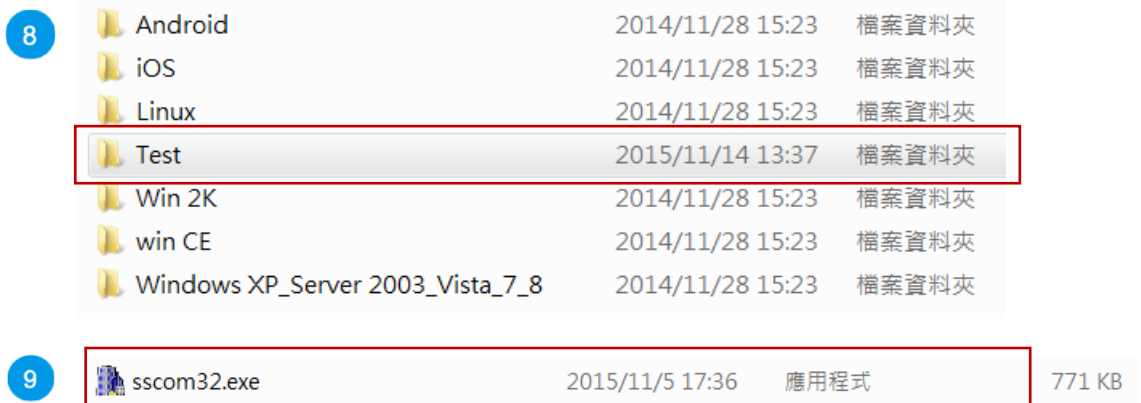 8
Android 2014/11/28 15:23 檔案資料夾
iOS 2014/11/28 15:23 檔案資料夾
Linux 2014/11/28 15:23 檔案資料夾
Test 2015/11/14 13:37 檔案資料夾
Win 2K 2014/11/28 15:23 檔案資料夾
win CE 2014/11/28 15:23 檔案資料夾
Windows XP_Server 2003_Vista_7_8 2014/11/28 15:23 檔案資料夾
9 sscom32.exe 2015/11/5 17:36 應用程式 771 KB